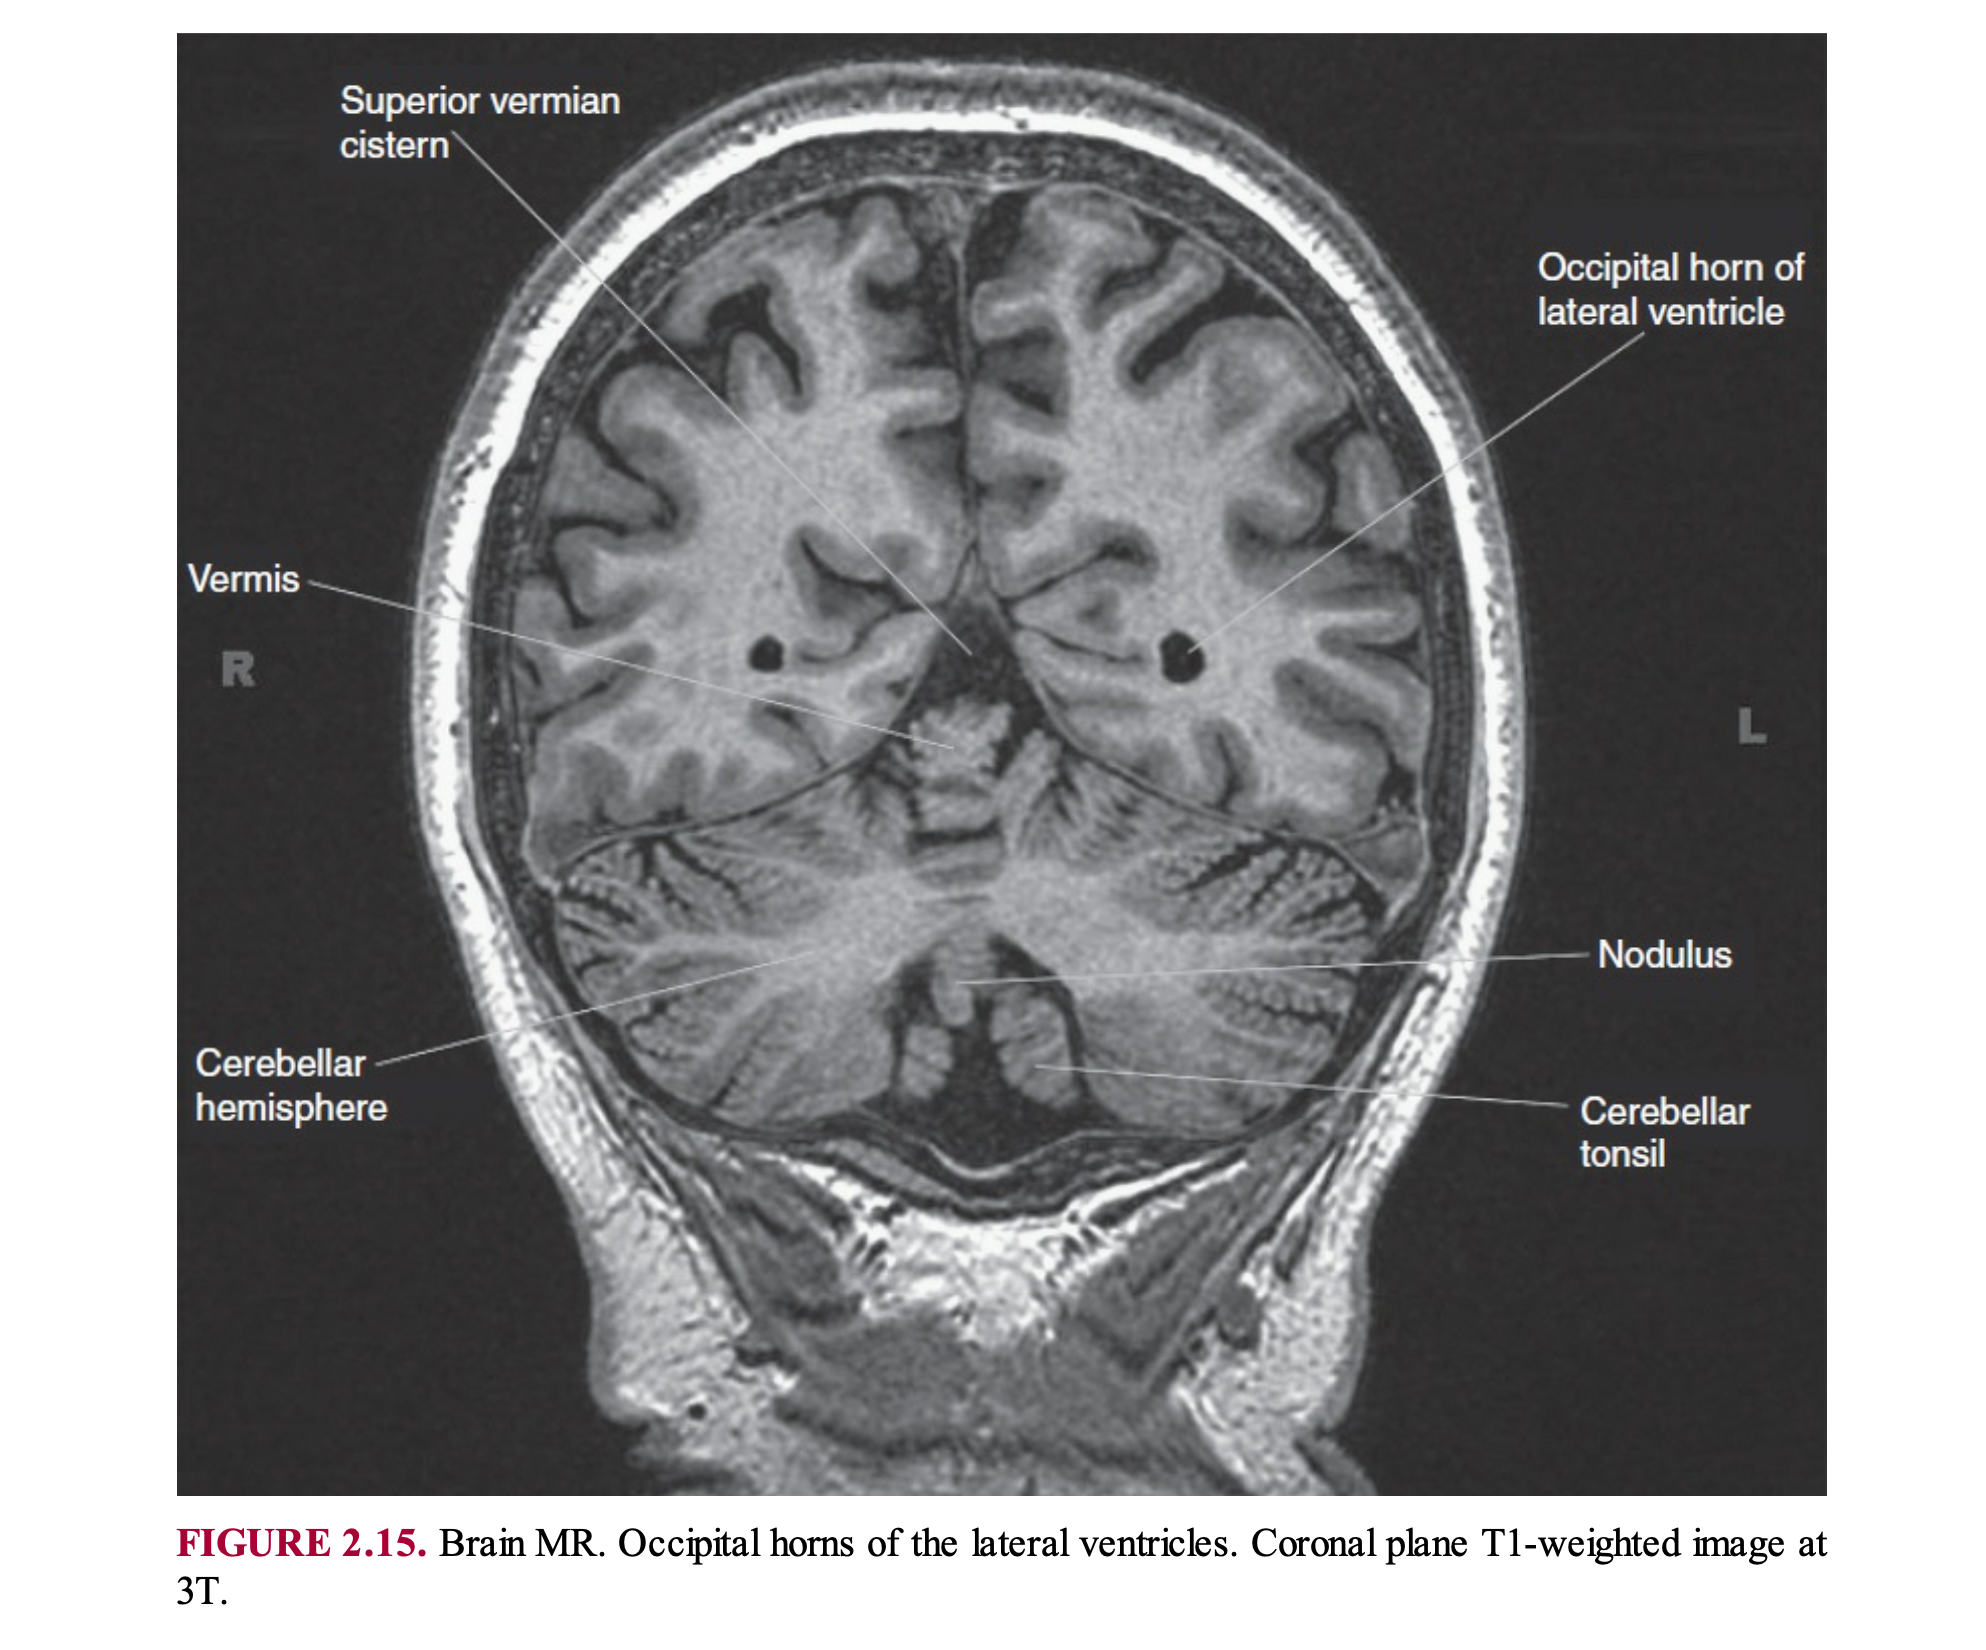 Superior vermian
cistern
Occipital horn of
lateral ventricle
Vermis
R
L
Nodulus
Cerebellar
hemisphere
Cerebellar
tonsil
FIGURE 2.15. Brain MR. Occipital horns of the lateral ventricles. Coronal plane T1-weighted image at
3T.